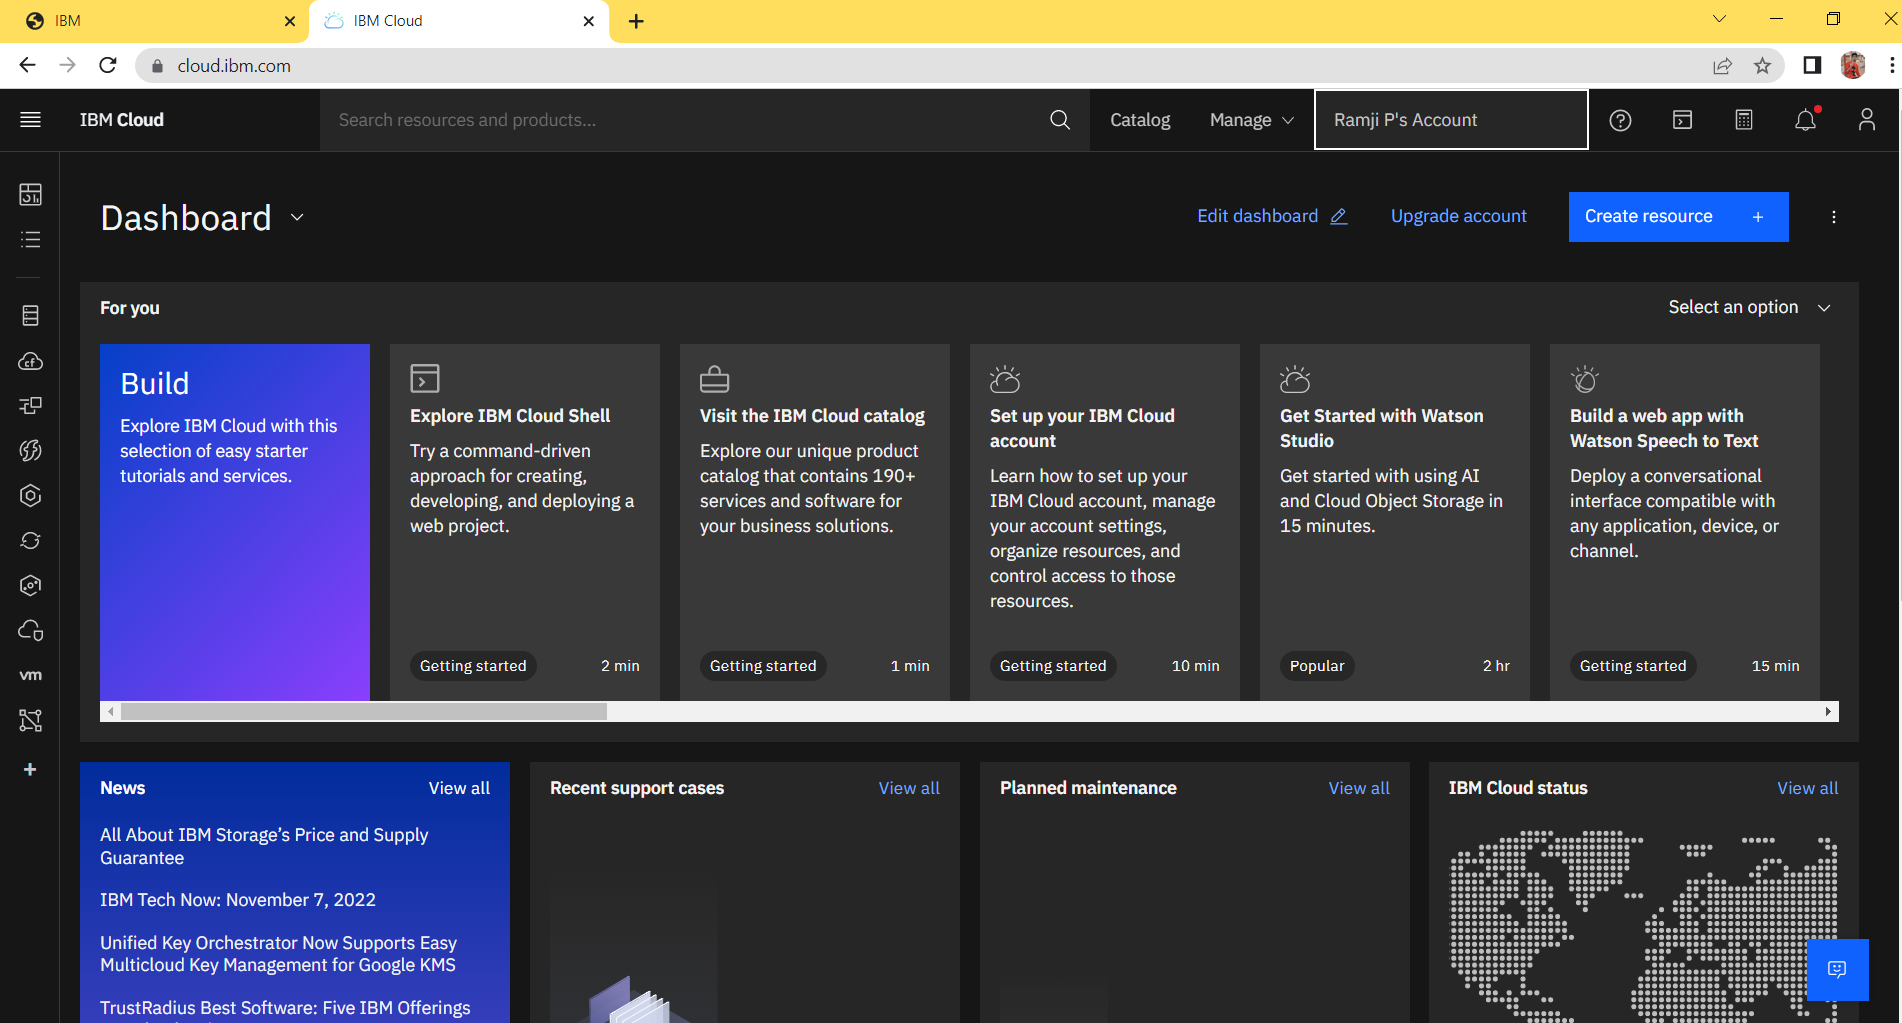 IBM
IBM Cloud
cloud.ibm.com
IBM Cloud
Search resources and products...
Catalog
Manage
Ramji P's Account
Dashboard
Edit dashboard
Upgrade account
Create resource +
For you
Select an option
Build
Explore IBM Cloud with this
selection of easy starter
tutorials and services.
Explore IBM Cloud Shell
Try a command-driven
approach for creating,
developing, and deploying a
web project.
Getting started
2 min
Visit the IBM Cloud catalog
Explore our unique product
catalog that contains 190+
services and software for
your business solutions.
Getting started
1 min
Set up your IBM Cloud
account
Learn how to set up your
IBM Cloud account, manage
your account settings,
organize resources, and
control access to those
resources.
Getting started
10 min
Get Started with Watson
Studio
Get started with using AI
and Cloud Object Storage in
15 minutes.
Popular
2 hr
Build a web app with
Watson Speech to Text
Deploy a conversational
interface compatible with
any application, device, or
channel.
Getting started
15 min
cf
vm
News
View all
All About IBM Storage’s Price and Supply
Guarantee
IBM Tech Now: November 7, 2022
Unified Key Orchestrator Now Supports Easy
Multicloud Key Management for Google KMS
TrustRadius Best Software: Five IBM Offerings
Recent support cases
View all
Planned maintenance
View all
IBM Cloud status
View all